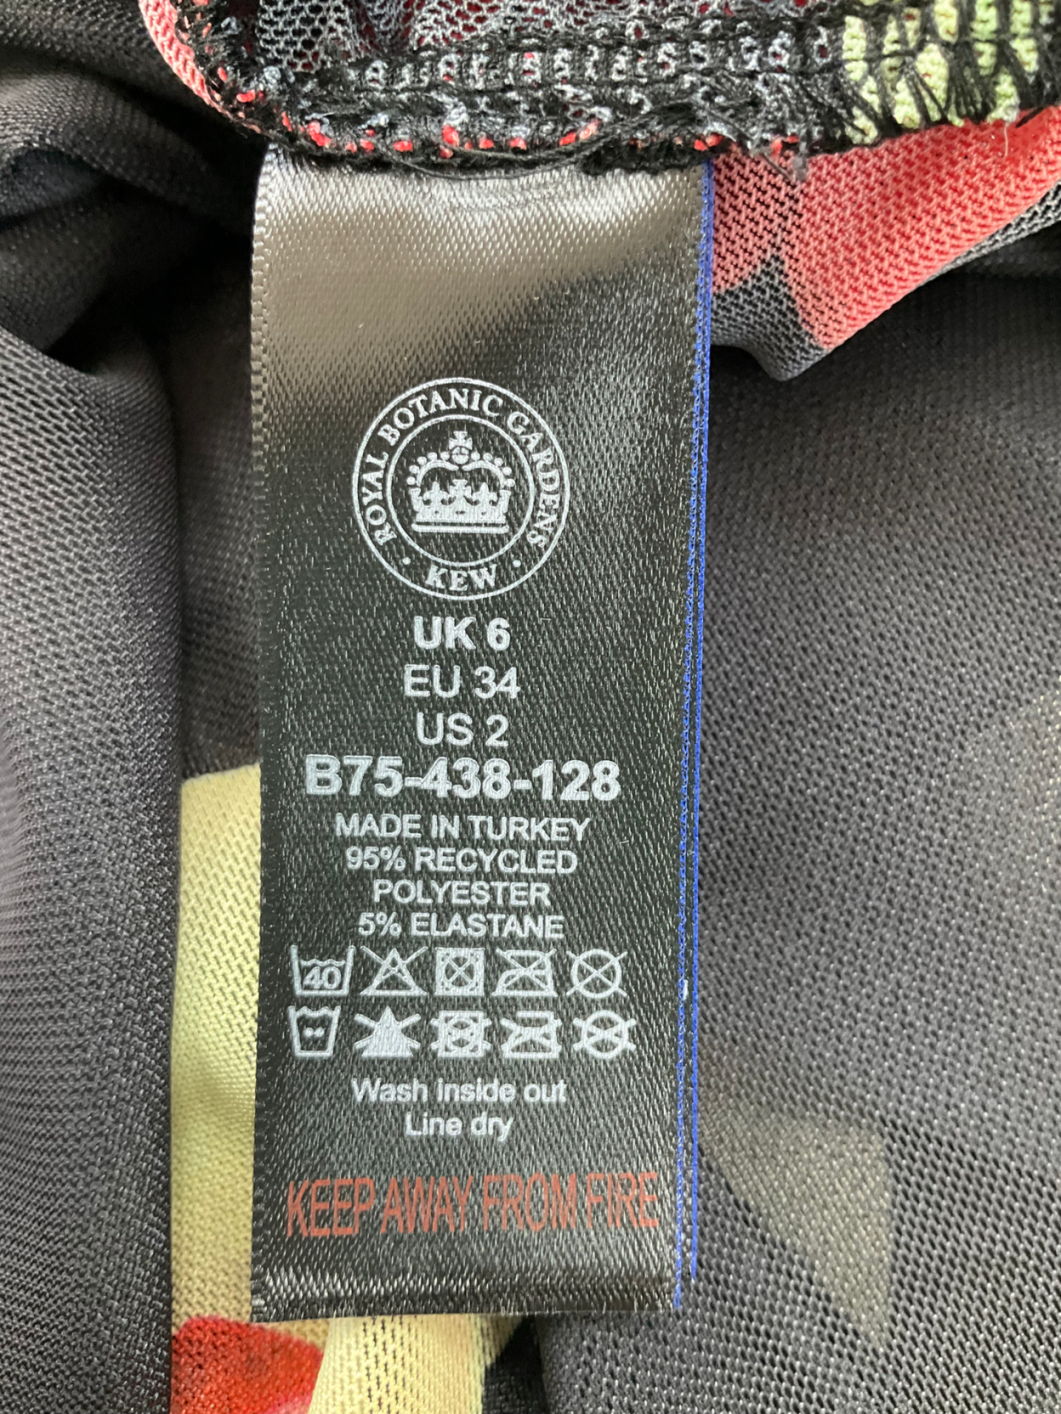 ROYAL BOTANIC GARDENS
· KEW ·
UK 6
EU 34
US 2
B75-438-128
MADE IN TURKEY
95% RECYCLED
POLYESTER
5% ELASTANE
40
Wash inside out
Line dry
KEEP AWAY FROM FIRE